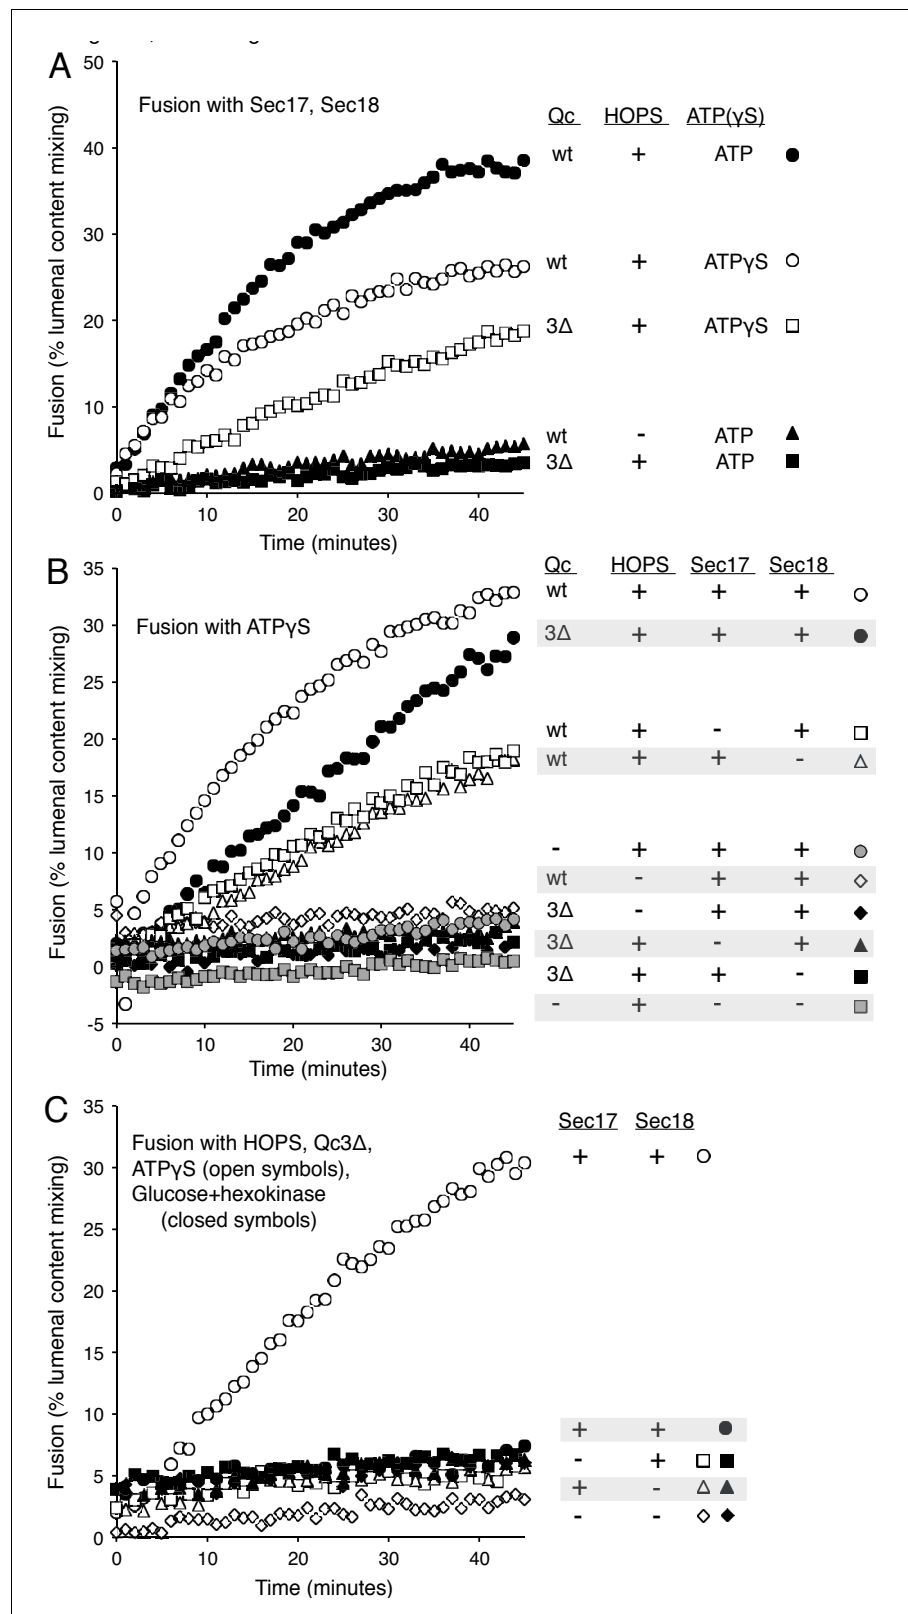 A
50
Fusion with Sec17, Sec18
Qc HOPS ATP(γS)
wt + ATP
40
30
wt + ATPγS
20
3Δ + ATPγS
10
wt - ATP
3Δ + ATP
0
0 10 20 30 40
Time (minutes)
Fusion (% lumenal content mixing)
B
35
Qc HOPS Sec17 Sec18
wt + + +
Fusion with ATPγS
30
3Δ + + +
25
20
wt + - +
wt + + -
15
10
- + + +
wt - + +
5
3Δ - + +
3Δ + - +
0
3Δ + + -
- + - -
-5
0 10 20 30 40
Time (minutes)
Fusion (% lumenal content mixing)
C
35
Fusion with HOPS, Qc3Δ,
ATPγS (open symbols),
Glucose+hexokinase
(closed symbols)
Sec17 Sec18
+ +
30
25
20
15
10
+ +
- +
5
+ -
- -
0
0 10 20 30 40
Time (minutes)
Fusion (% lumenal content mixing)